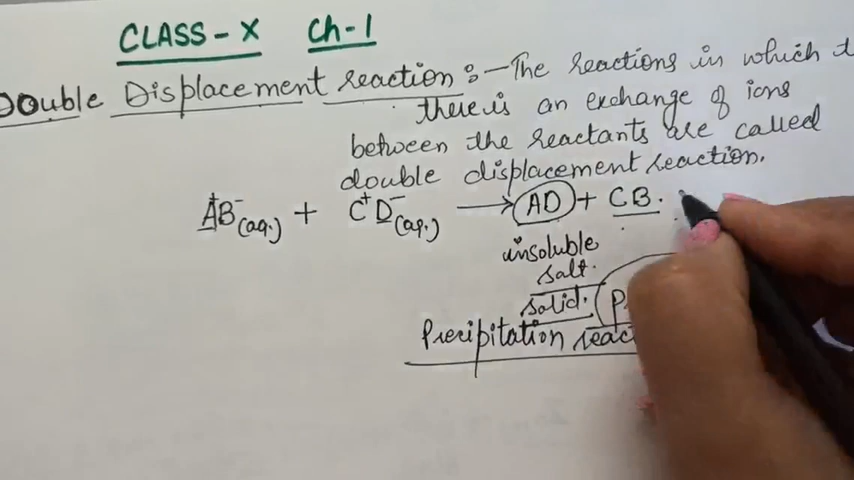 CLASS - X Ch-1
Double Displacement reaction :- The reactions in which
there is an exchange of ions
between the reactants are called
double displacement reaction.
A⁺B⁻(aq.) + C⁺D⁻(aq.) → AD + CB.
insoluble
salt.
solid.
Precipitation reac